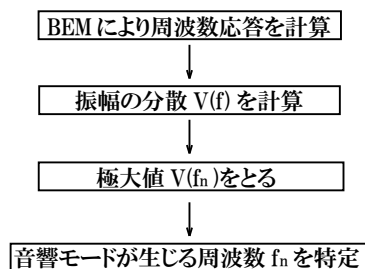 BEMにより周波数応答を計算
振幅の分散 V(f) を計算
極大値 V(fn)をとる
音響モードが生じる周波数 fn を特定